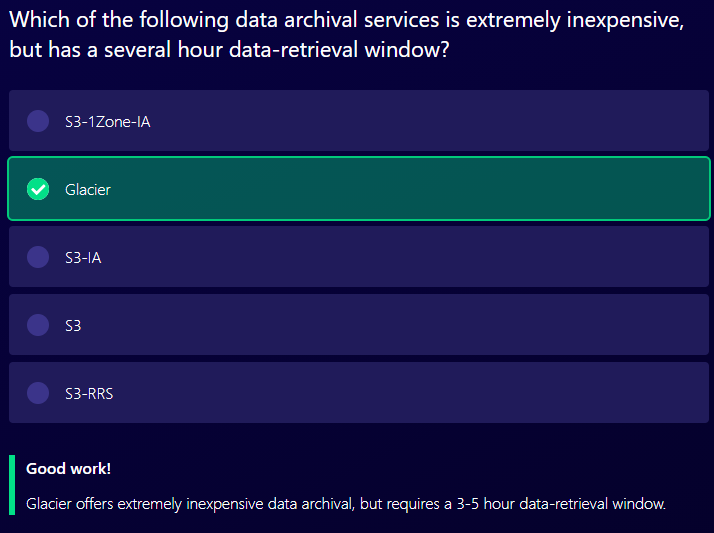 Which of the following data archival services is extremely inexpensive,
but has a several hour data-retrieval window?
S3-1Zone-IA
Glacier
S3-IA
S3
S3-RRS
Good work!
Glacier offers extremely inexpensive data archival, but requires a 3-5 hour data-retrieval window.